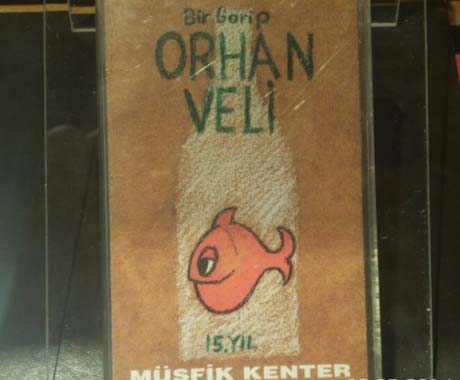 Bir Garip
ORHAN
VELİ
15.YIL
MÜŞFİK KENTER